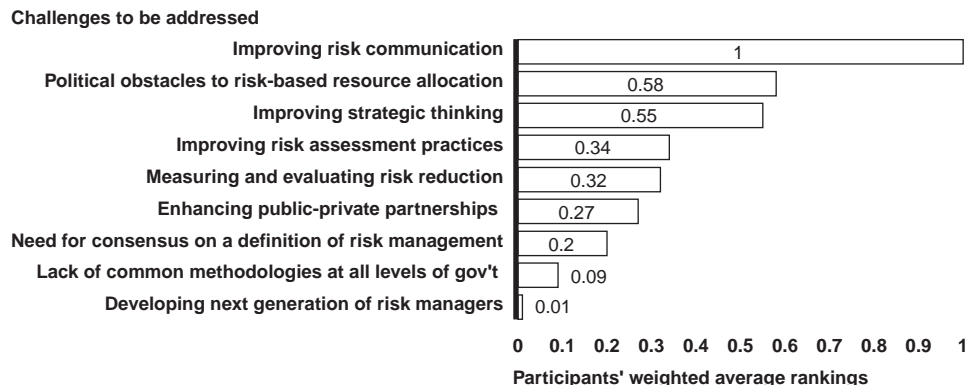 Challenges to be addressed
Improving risk communication 1
Political obstacles to risk-based resource allocation 0.58
Improving strategic thinking 0.55
Improving risk assessment practices 0.34
Measuring and evaluating risk reduction 0.32
Enhancing public-private partnerships 0.27
Need for consensus on a definition of risk management 0.2
Lack of common methodologies at all levels of gov't 0.09
Developing next generation of risk managers 0.01
0 0.1 0.2 0.3 0.4 0.5 0.6 0.7 0.8 0.9 1
Participants' weighted average rankings